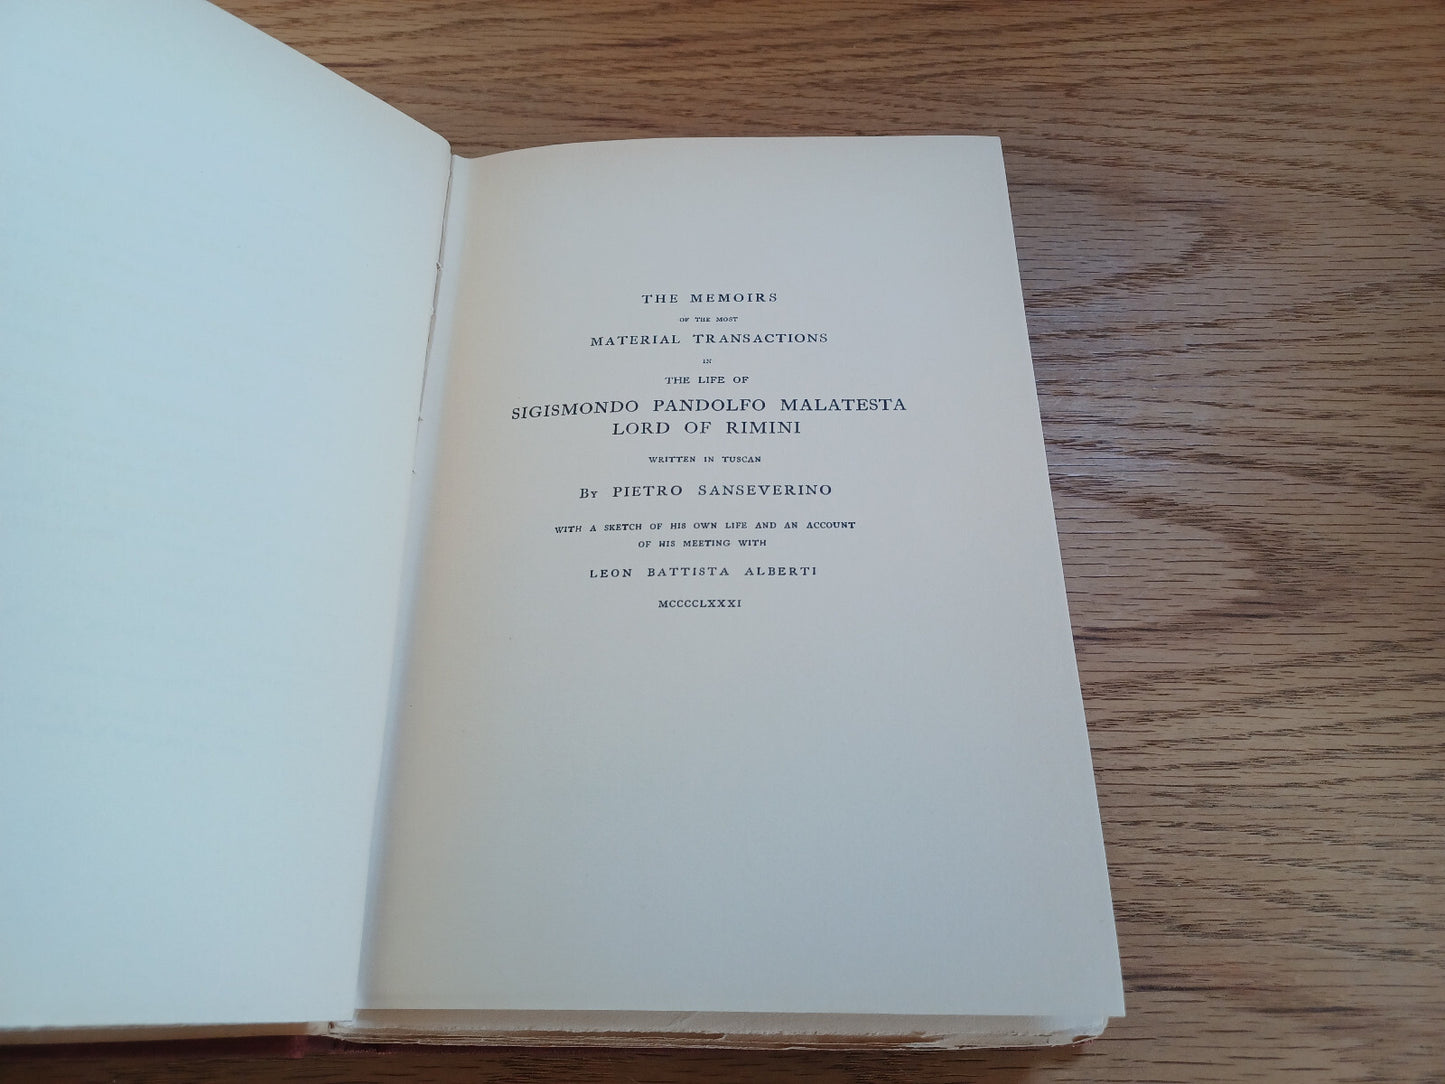 THE MEMOIRS
OF THE MOST
MATERIAL TRANSACTIONS
IN
THE LIFE OF
SIGISMONDO PANDOLFO MALATESTA
LORD OF RIMINI
WRITTEN IN TUSCAN
By PIETRO SANSEVERINO
WITH A SKETCH OF HIS OWN LIFE AND AN ACCOUNT
OF HIS MEETING WITH
LEON BATTISTA ALBERTI
MCCCCLXXXI